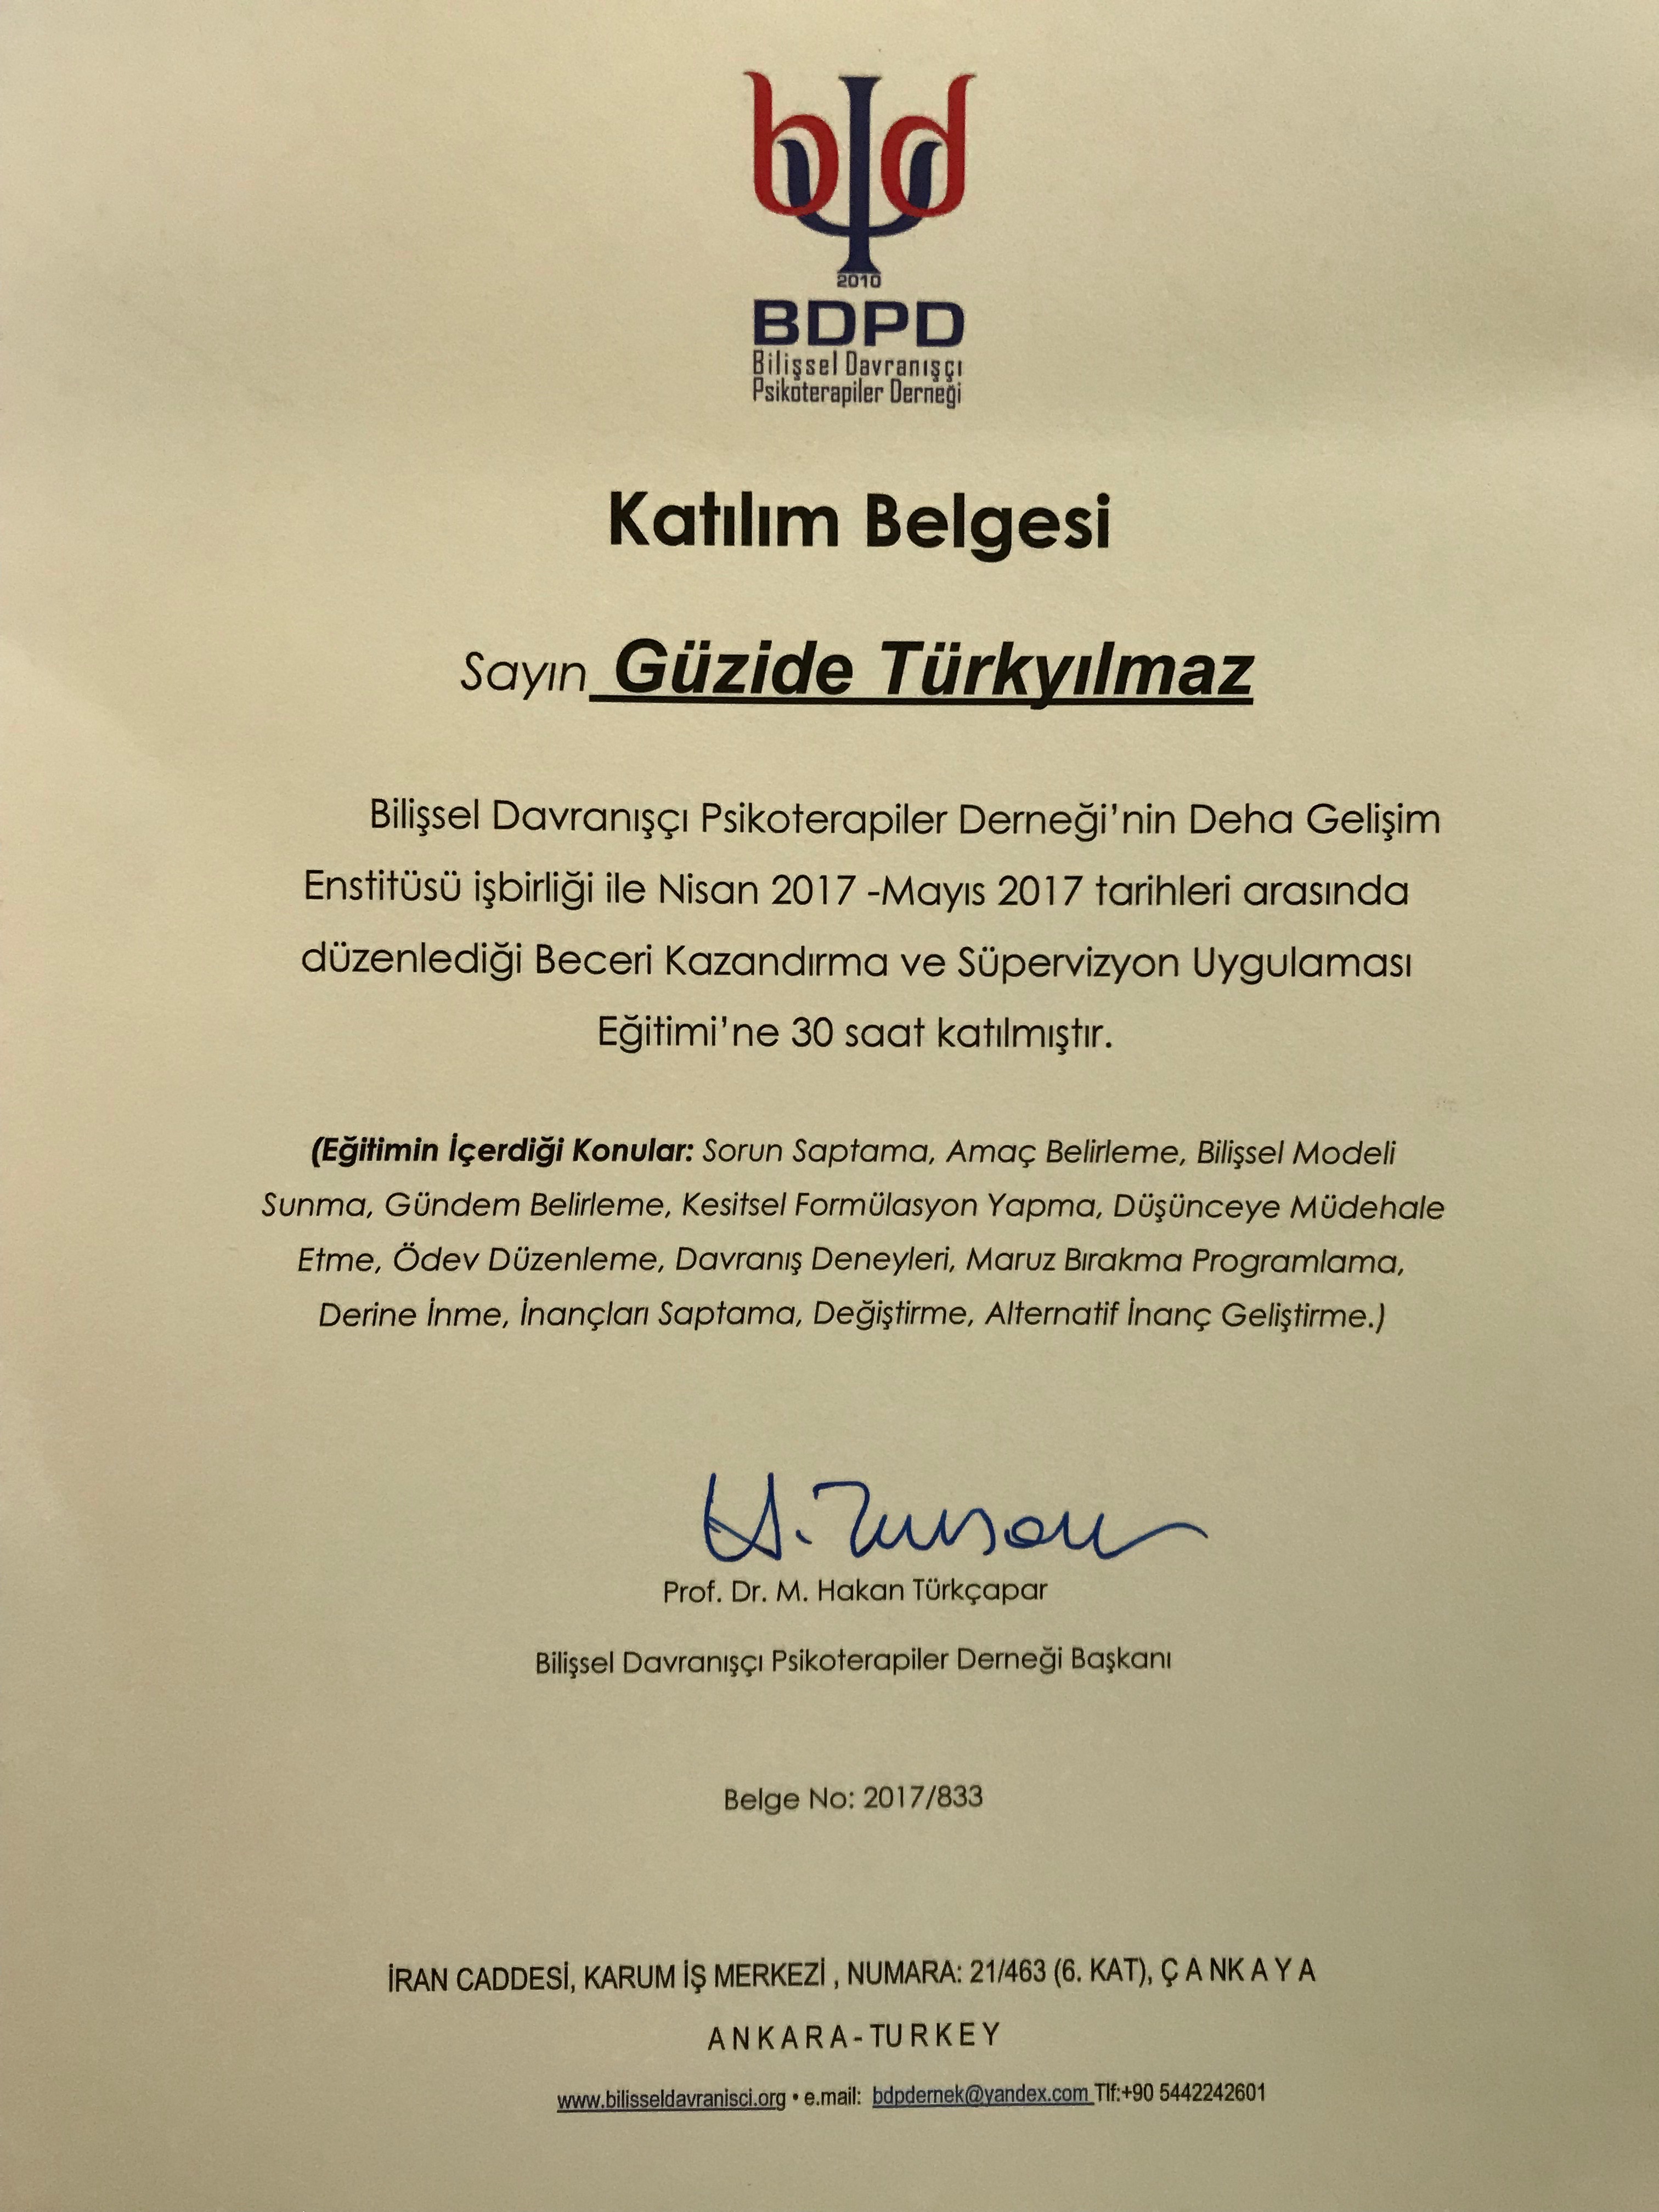 bd
2010
BDPD
Bilişsel Davranışçı
Psikoterapiler Derneği
Katılım Belgesi
Sayın Güzide Türkyılmaz
Bilişsel Davranışçı Psikoterapiler Derneği'nin Deha Gelişim
Enstitüsü işbirliği ile Nisan 2017 -Mayıs 2017 tarihleri arasında
düzenlediği Beceri Kazandırma ve Süpervizyon Uygulaması
Eğitimi'ne 30 saat katılmıştır.
(Eğitimin İçerdiği Konular: Sorun Saptama, Amaç Belirleme, Bilişsel Modeli
Sunma, Gündem Belirleme, Kesitsel Formülasyon Yapma, Düşünceye Müdehale
Etme, Ödev Düzenleme, Davranış Deneyleri, Maruz Bırakma Programlama,
Derine İnme, İnançları Saptama, Değiştirme, Alternatif İnanç Geliştirme.)
Prof. Dr. M. Hakan Türkçapar
Bilişsel Davranışçı Psikoterapiler Derneği Başkanı
Belge No: 2017/833
İRAN CADDESİ, KARUM İŞ MERKEZİ , NUMARA: 21/463 (6. KAT), Ç A N K A Y A
A N K A R A - T U R K E Y
www.bilisseldavranisci.org • e.mail: bdpdernek@yandex.com Tlf:+90 5442242601